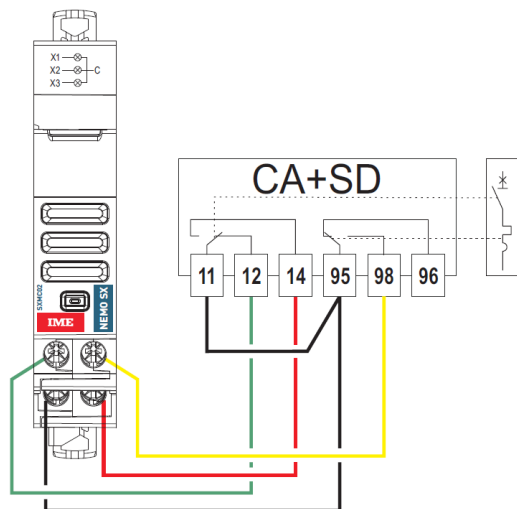 X1
X2
C
X3
CA+SD
11 12 14 95 98 96
SXMC02
IME
NEMO SX